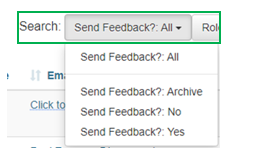 Search: Send Feedback?: All
Send Feedback?: All
Send Feedback?: Archive
Click to
Send Feedback?: No
Send Feedback?: Yes